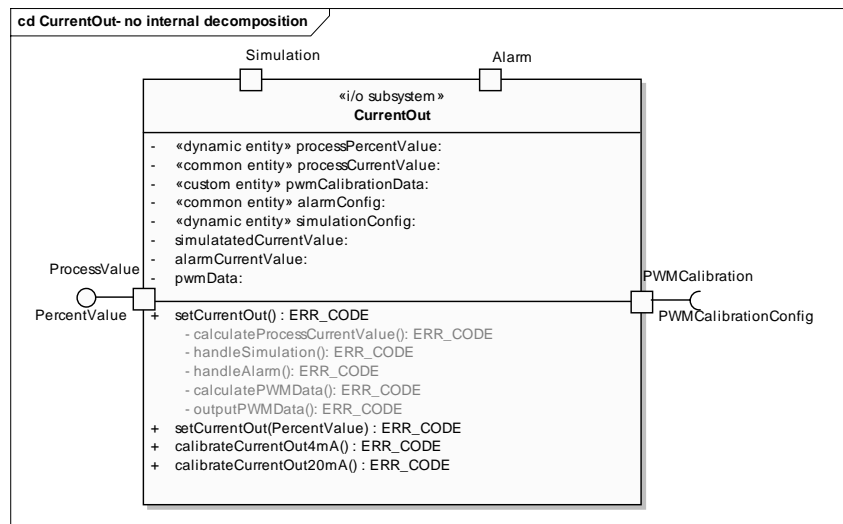 cd CurrentOut- no internal decomposition
Simulation
Alarm
«i/o subsystem»
CurrentOut
- «dynamic entity» processPercentValue:
- «common entity» processCurrentValue:
- «custom entity» pwmCalibrationData:
- «common entity» alarmConfig:
- «dynamic entity» simulationConfig:
- simulatatedCurrentValue:
- alarmCurrentValue:
- pwmData:
ProcessValue
PercentValue
PWMCalibration
PWMCalibrationConfig
+ setCurrentOut() : ERR_CODE
- calculateProcessCurrentValue(): ERR_CODE
- handleSimulation(): ERR_CODE
- handleAlarm(): ERR_CODE
- calculatePWMData(): ERR_CODE
- outputPWMData(): ERR_CODE
+ setCurrentOut(PercentValue) : ERR_CODE
+ calibrateCurrentOut4mA() : ERR_CODE
+ calibrateCurrentOut20mA() : ERR_CODE